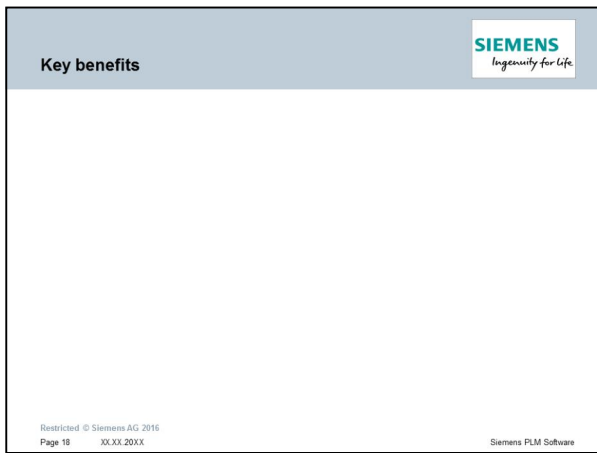 Key benefits
SIEMENS
Ingenuity for life
Restricted © Siemens AG 2016
Page 18 XX.XX.20XX Siemens PLM Software